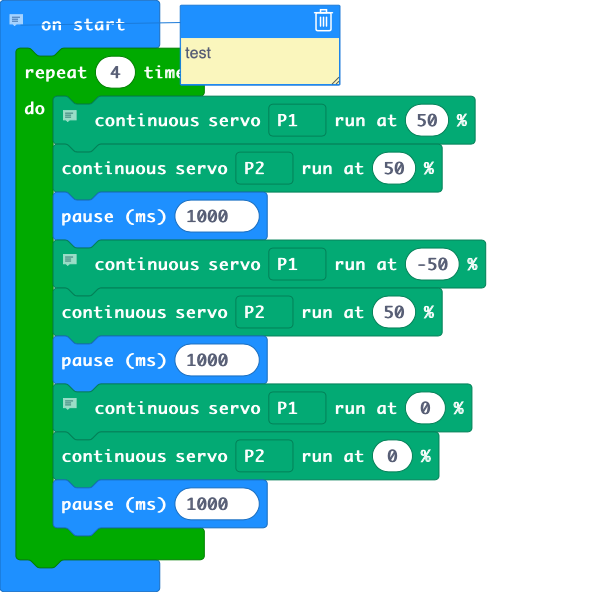 on start
test
repeat 4 time
do
continuous servo P1 run at 50 %
continuous servo P2 run at 50 %
pause (ms) 1000
continuous servo P1 run at -50 %
continuous servo P2 run at 50 %
pause (ms) 1000
continuous servo P1 run at 0 %
continuous servo P2 run at 0 %
pause (ms) 1000